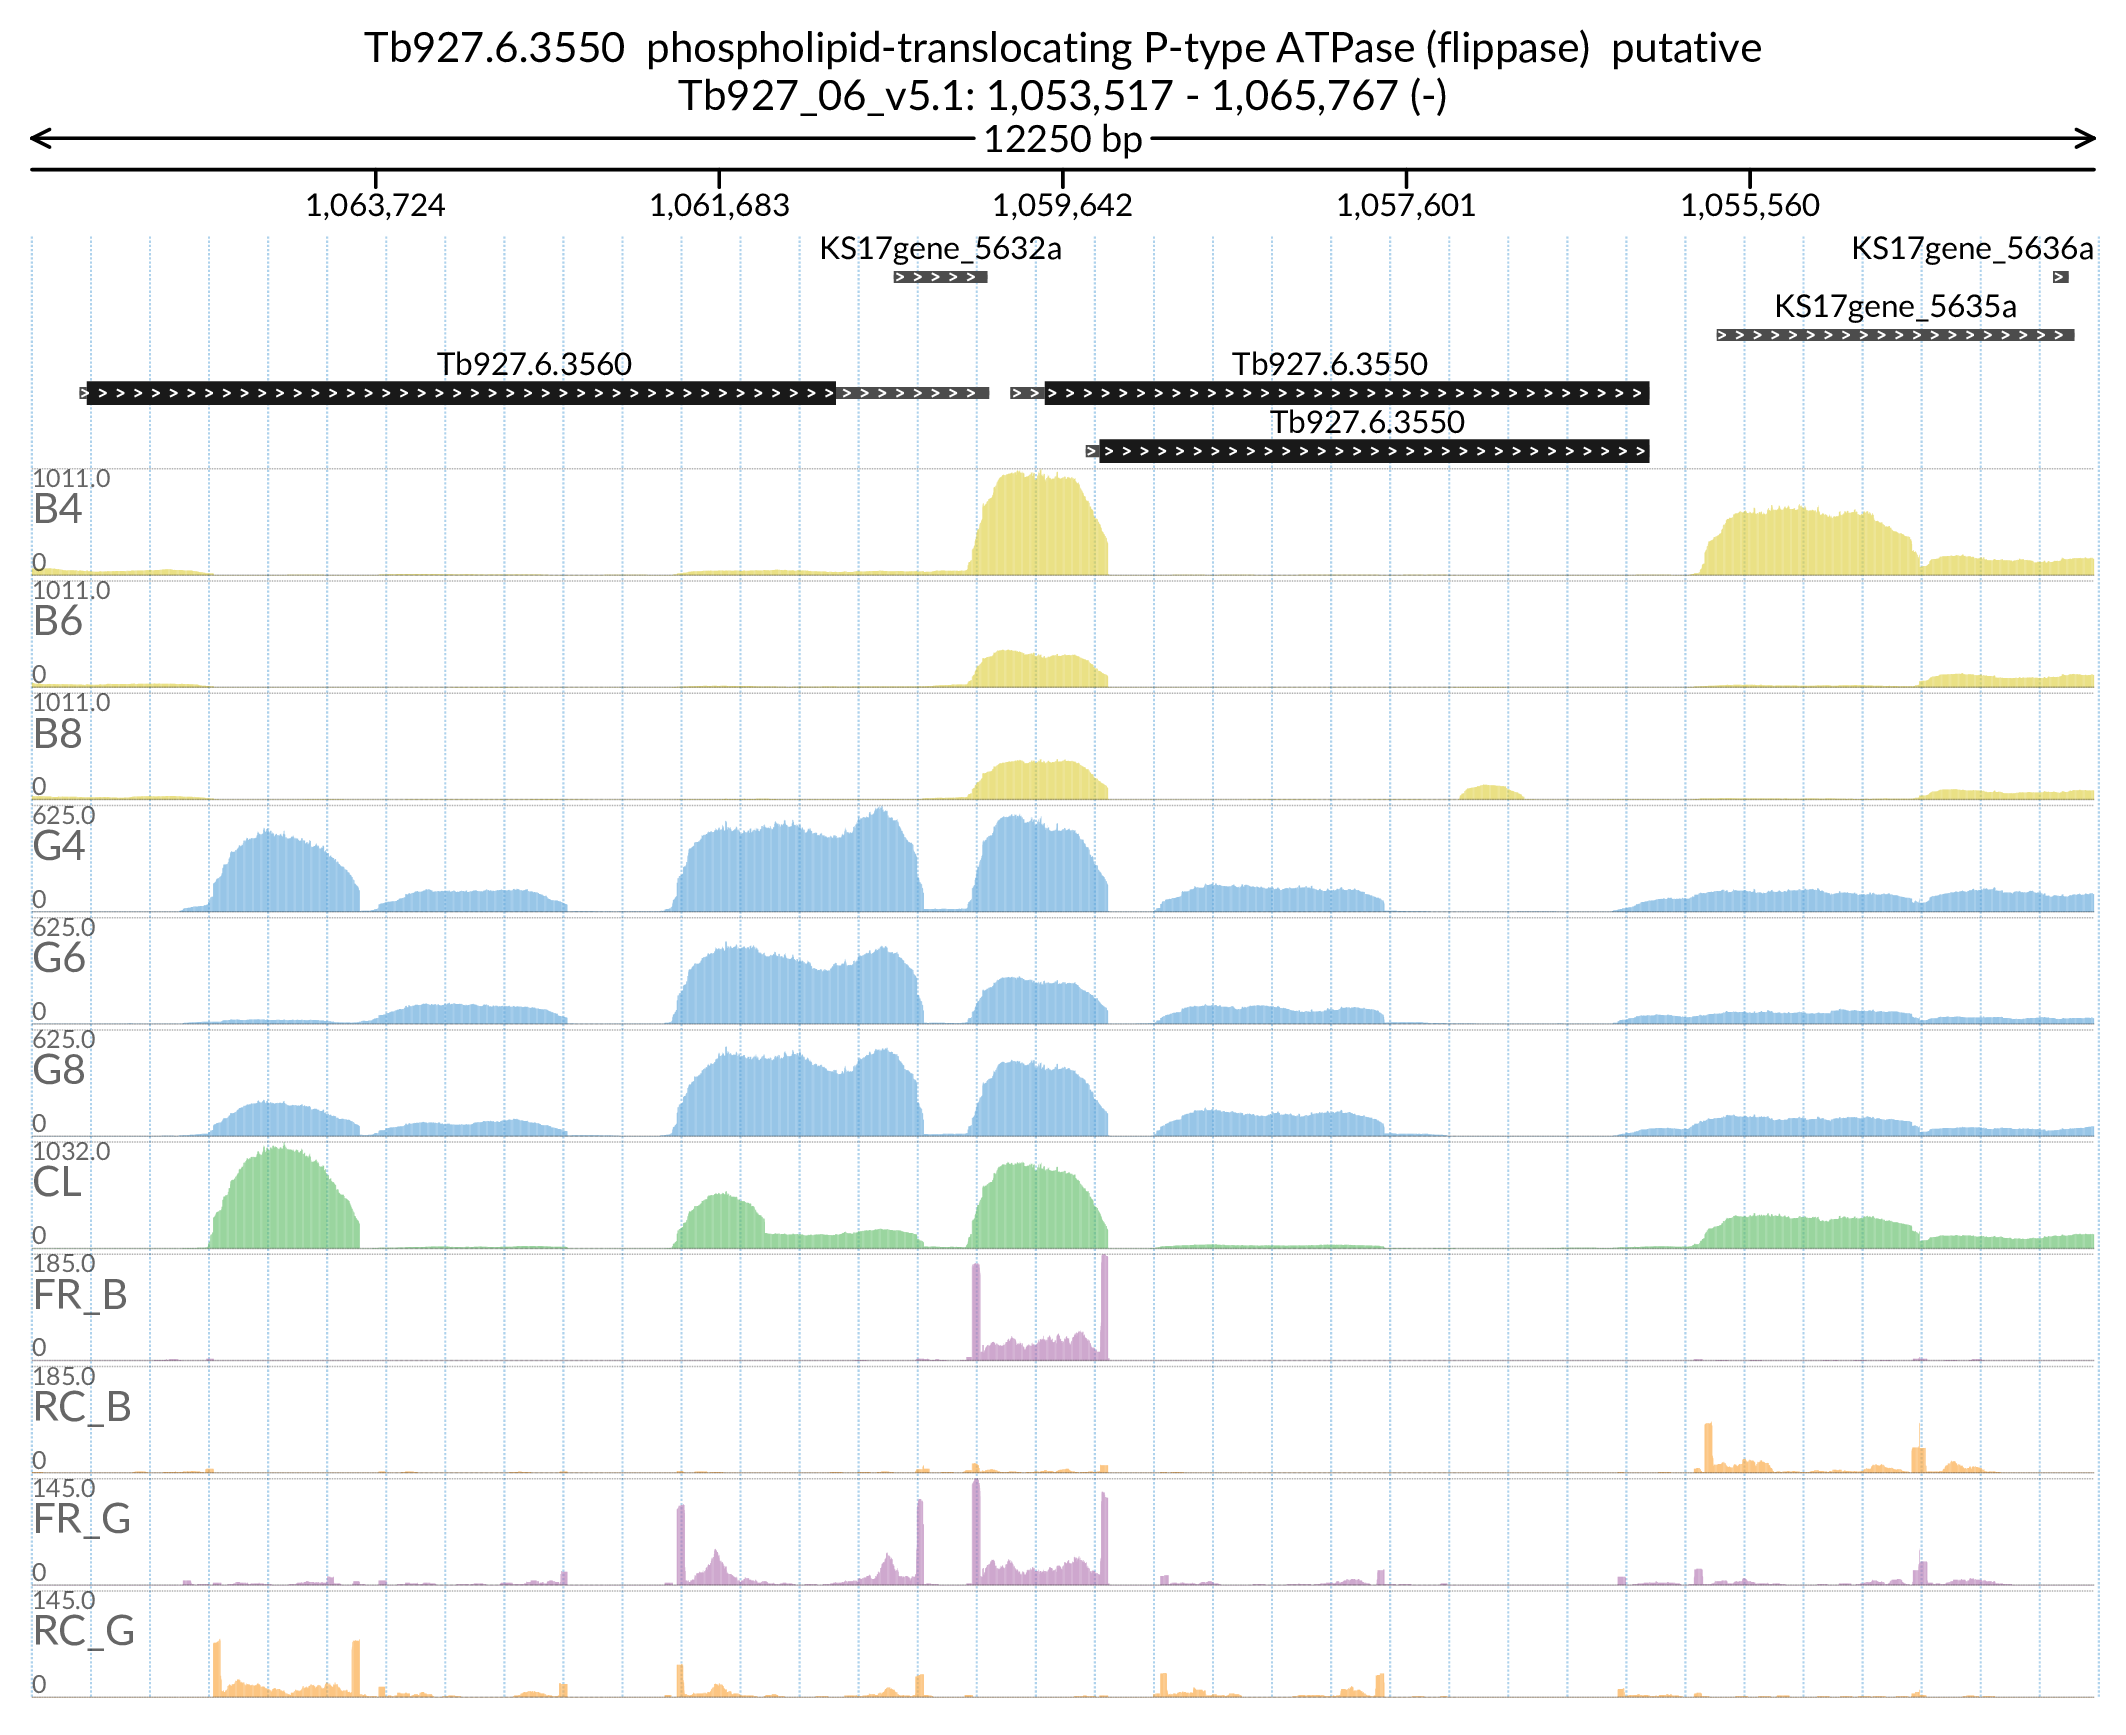 Tb927.6.3550  phospholipid-translocating P-type ATPase (flippase)  putative
Tb927_06_v5.1: 1,053,517 - 1,065,767 (-)
12250 bp
1,063,724 1,061,683 1,059,642 1,057,601 1,055,560
KS17gene_5632a KS17gene_5636a
KS17gene_5635a
Tb927.6.3560 Tb927.6.3550
Tb927.6.3550
1011.0
B4
0
1011.0
B6
0
1011.0
B8
0
625.0
G4
0
625.0
G6
0
625.0
G8
0
1032.0
CL
0
185.0
FR_B
0
185.0
RC_B
0
145.0
FR_G
0
145.0
RC_G
0